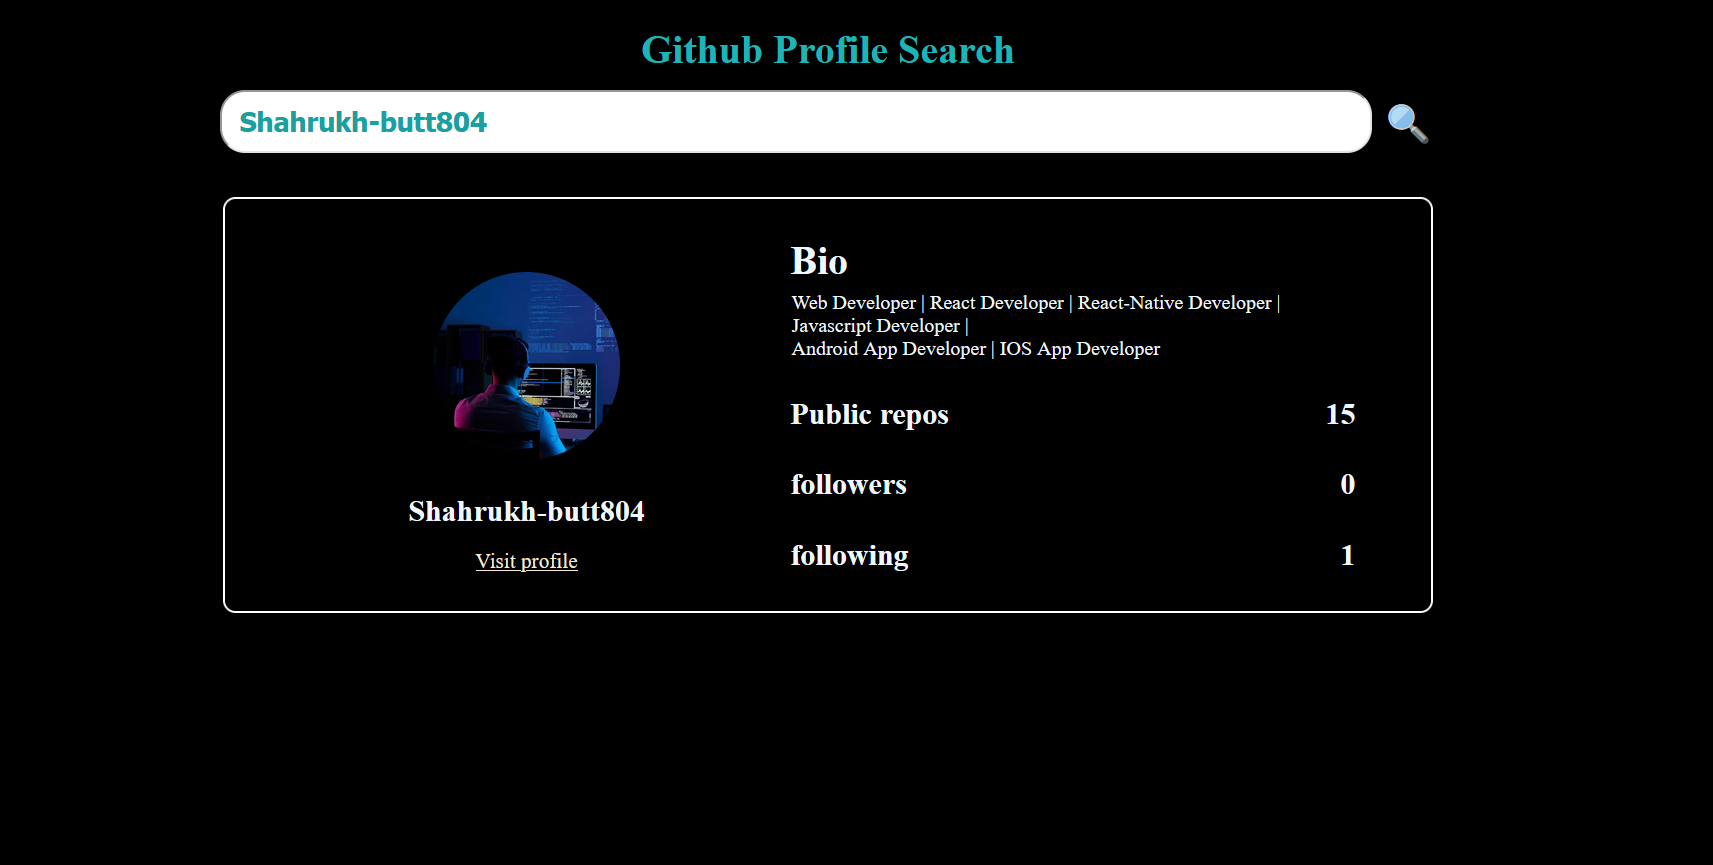 Github Profile Search
Shahrukh-butt804
Shahrukh-butt804
Visit profile
Bio
Web Developer | React Developer | React-Native Developer |
Javascript Developer |
Android App Developer | IOS App Developer
Public repos 15
followers 0
following 1